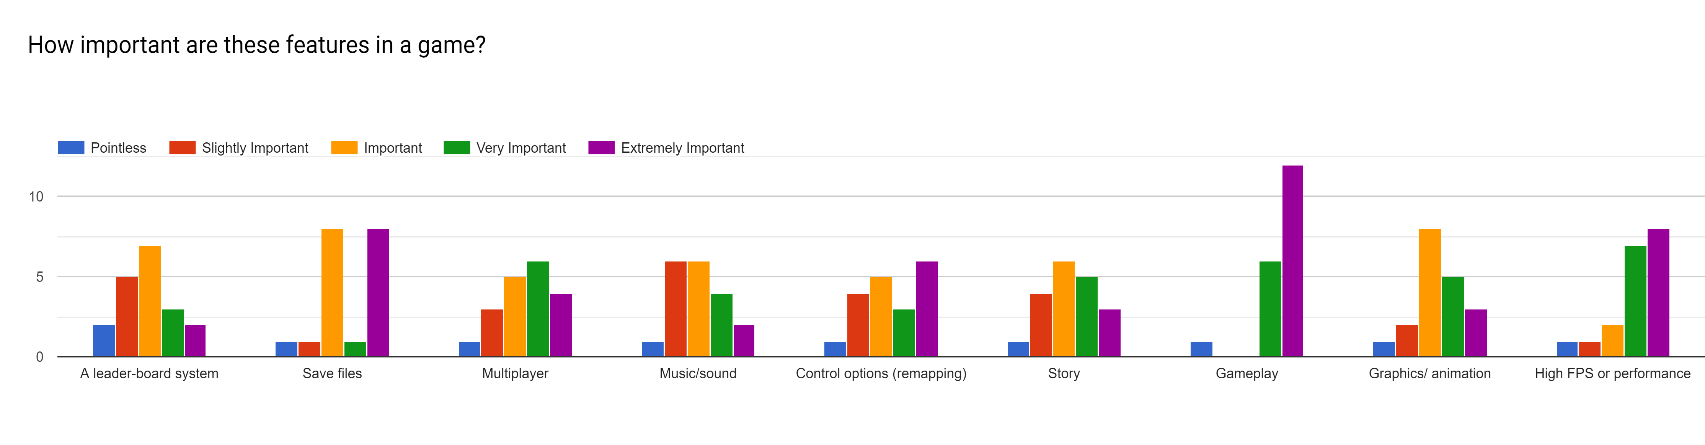 How important are these features in a game?
Pointless Slightly Important Important Very Important Extremely Important
10
5
0
A leader-board system Save files Multiplayer Music/sound Control options (remapping) Story Gameplay Graphics/ animation High FPS or performance